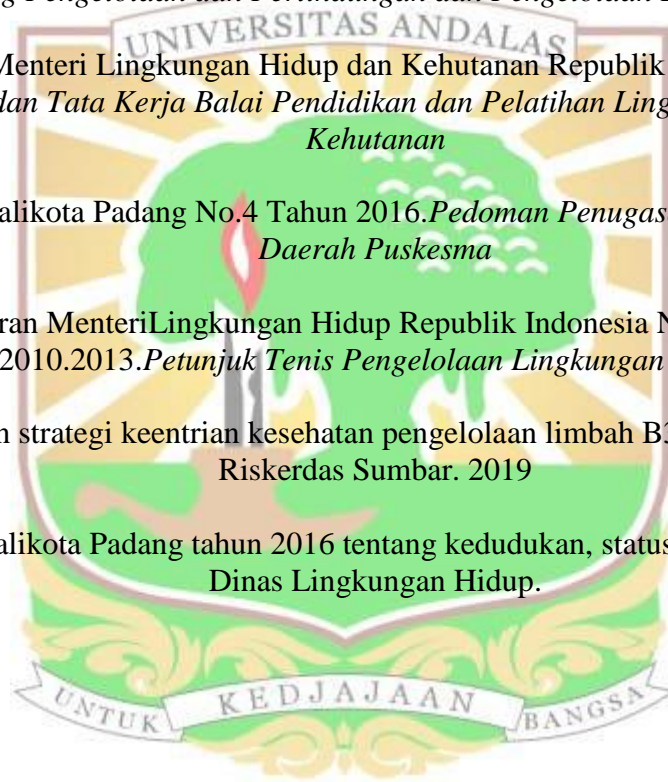 Pengelolaan dan Perlindungan dan Pengelolaan
UNIVERSITAS ANDALAS
Menteri Lingkungan Hidup dan Kehutanan Republik
dan Tata Kerja Balai Pendidikan dan Pelatihan Ling
Kehutanan
alikota Padang No.4 Tahun 2016.Pedoman Penugas
Daerah Puskesma
ran MenteriLingkungan Hidup Republik Indonesia N
2010.2013.Petunjuk Tenis Pengelolaan Lingkungan
n strategi keentrian kesehatan pengelolaan limbah B3
Riskerdas Sumbar. 2019
alikota Padang tahun 2016 tentang kedudukan, status
Dinas Lingkungan Hidup.
UNTUK KEDJAJAAN BANGSA